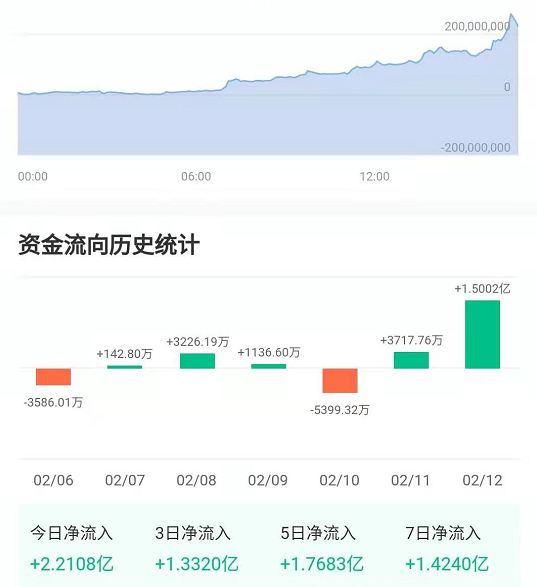 200,000,000
0
-200,000,000
00:00 06:00 12:00
资金流向历史统计
+1.5002亿
+3717.76万
+3226.19万
+142.80万 +1136.60万
-3586.01万
-5399.32万
02/06 02/07 02/08 02/09 02/10 02/11 02/12
今日净流入 3日净流入 5日净流入 7日净流入
+2.2108亿 +1.3320亿 +1.7683亿 +1.4240亿